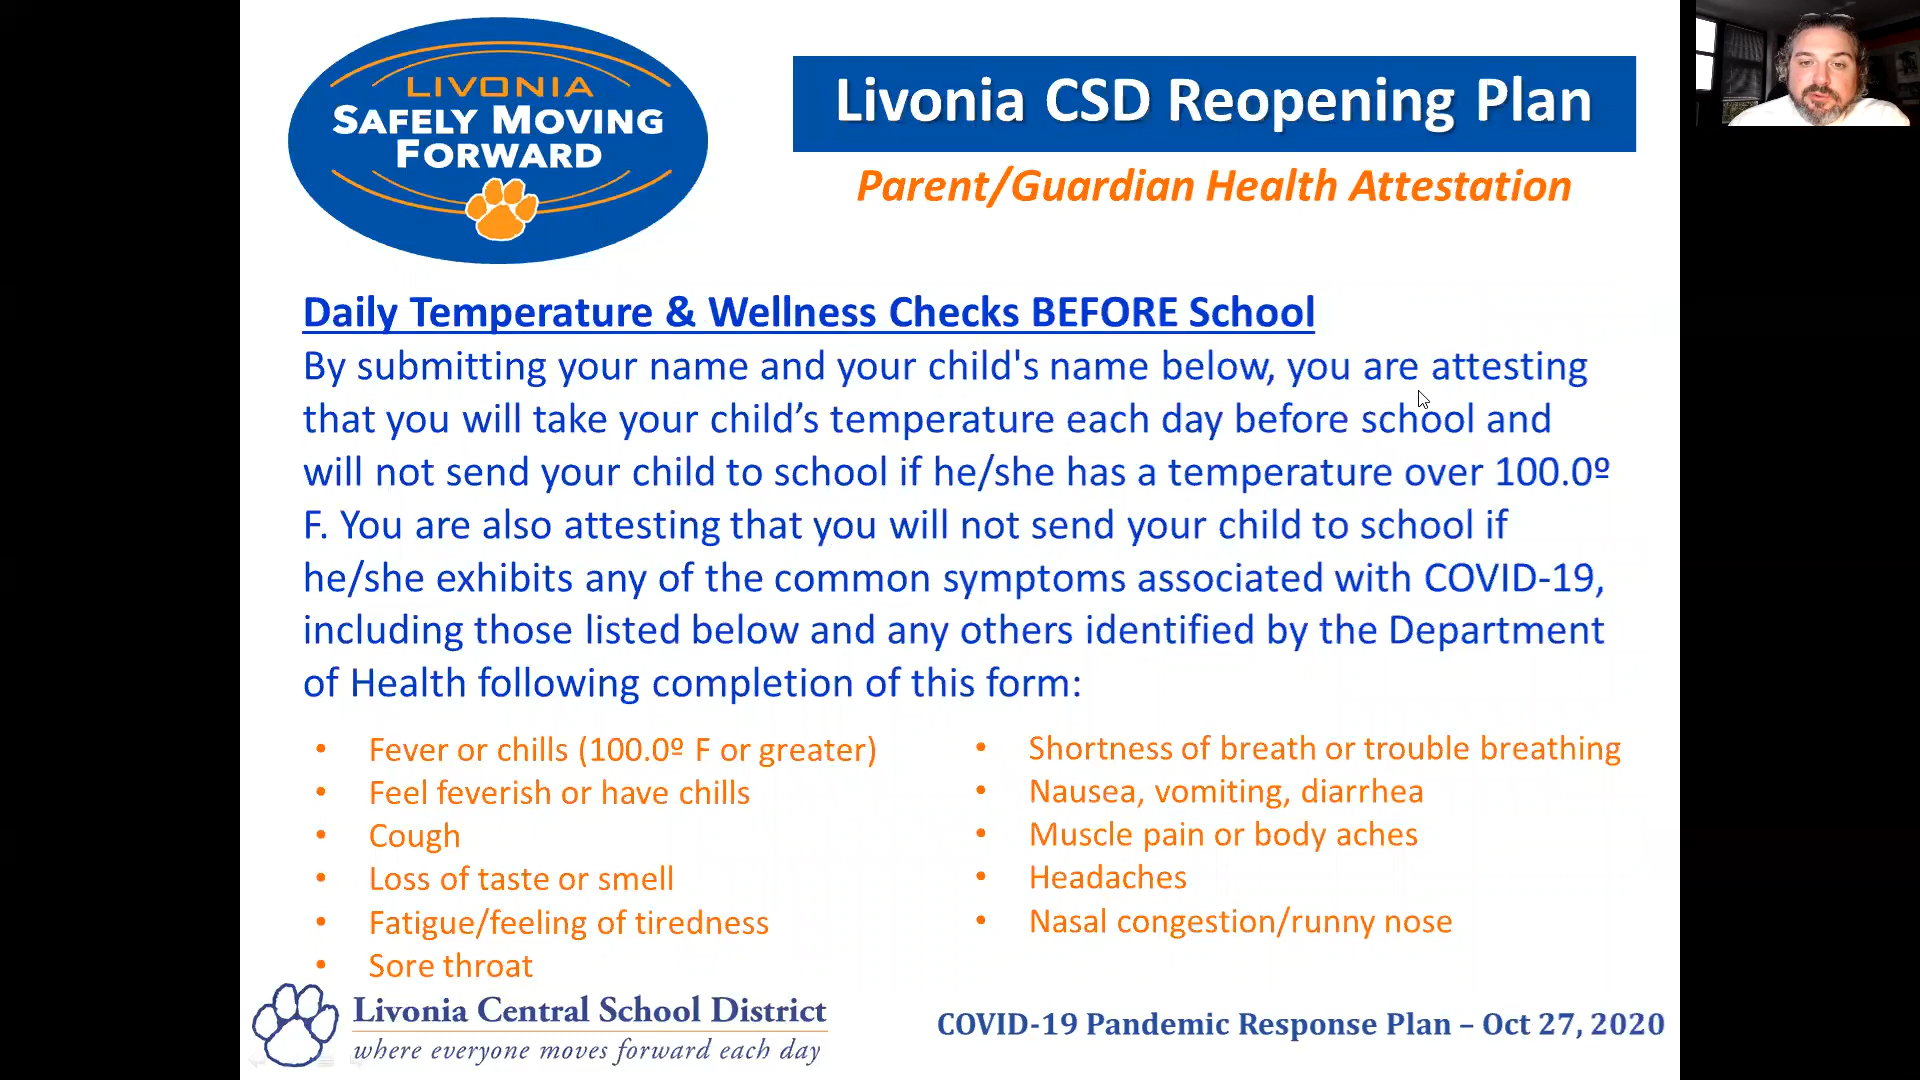 LIVONIA
SAFELY MOVING
FORWARD
Livonia CSD Reopening Plan
Parent/Guardian Health Attestation
Daily Temperature & Wellness Checks BEFORE School
By submitting your name and your child's name below, you are attesting
that you will take your child’s temperature each day before school and
will not send your child to school if he/she has a temperature over 100.0º
F. You are also attesting that you will not send your child to school if
he/she exhibits any of the common symptoms associated with COVID-19,
including those listed below and any others identified by the Department
of Health following completion of this form:
• Fever or chills (100.0º F or greater)
• Feel feverish or have chills
• Cough
• Loss of taste or smell
• Fatigue/feeling of tiredness
• Sore throat
• Shortness of breath or trouble breathing
• Nausea, vomiting, diarrhea
• Muscle pain or body aches
• Headaches
• Nasal congestion/runny nose
Livonia Central School District
where everyone moves forward each day
COVID-19 Pandemic Response Plan – Oct 27, 2020